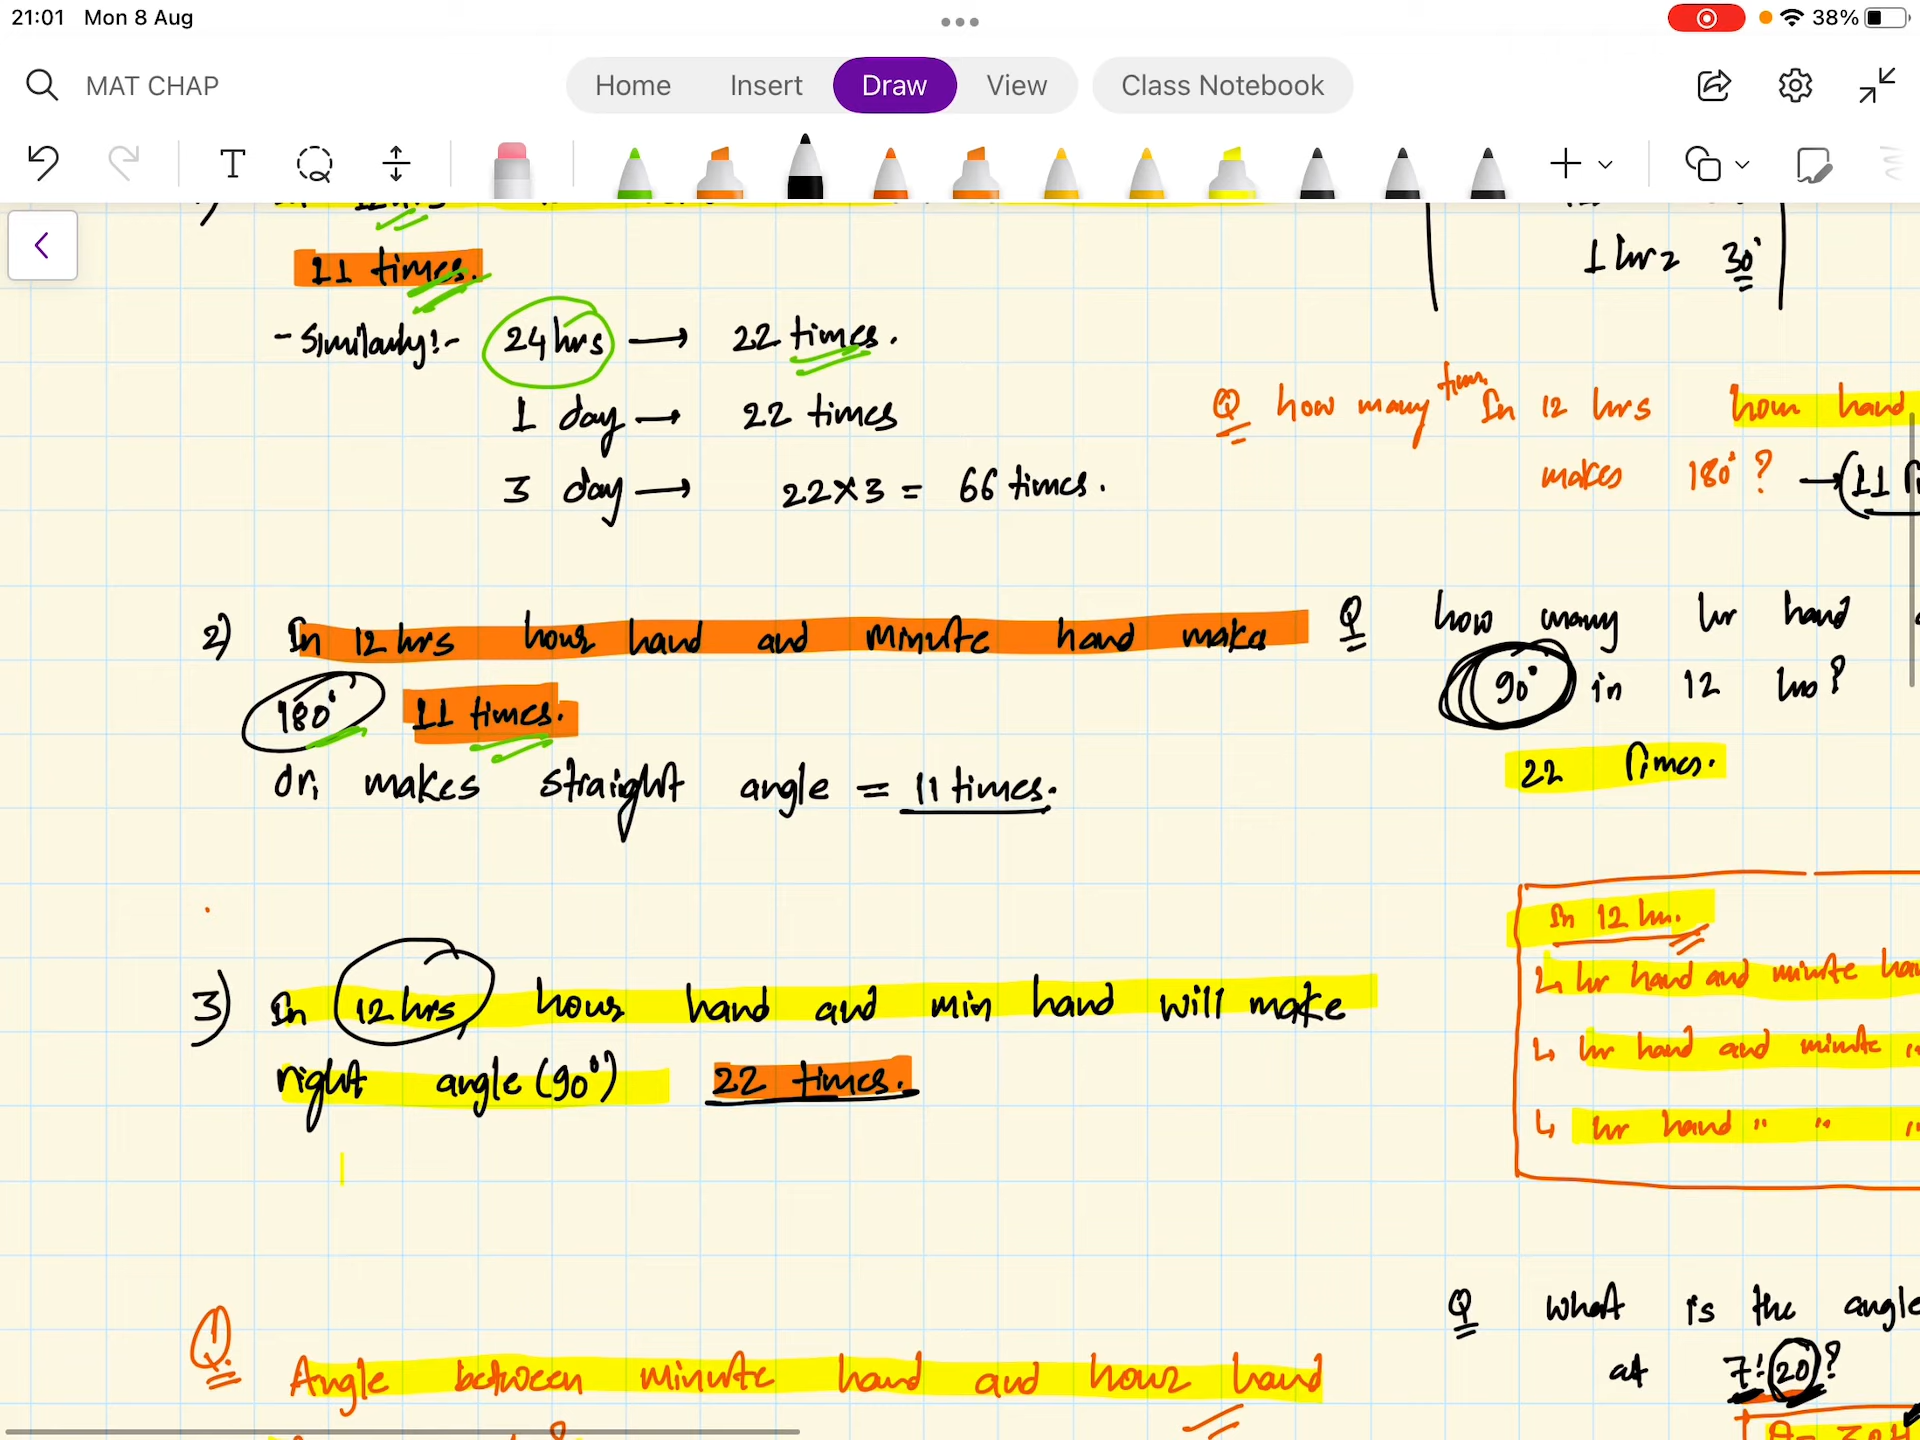 21:01 Mon 8 Aug
38%
MAT CHAP
Home Insert Draw View Class Notebook
T
11 times.
1 hr = 30°
- Similarly:- 24 hrs → 22 times.
1 day → 22 times
3 day → 22×3 = 66 times.
Q how many times In 12 hrs hour hand
makes 180°? → (11
2) In 12 hrs hour hand and minute hand make
180° 11 times.
or, makes straight angle = 11 times.
Q how many hr hand
90° in 12 hrs?
22 Times.
3) In 12 hrs, hour hand and min hand will make
right angle (90°) 22 times.
In 12 hr.
↳ hr hand and minute
↳ hr hand and minute "
↳ hr hand " " "
Q. Angle between minute hand and hour hand
Q what is the angle
at 7:20?